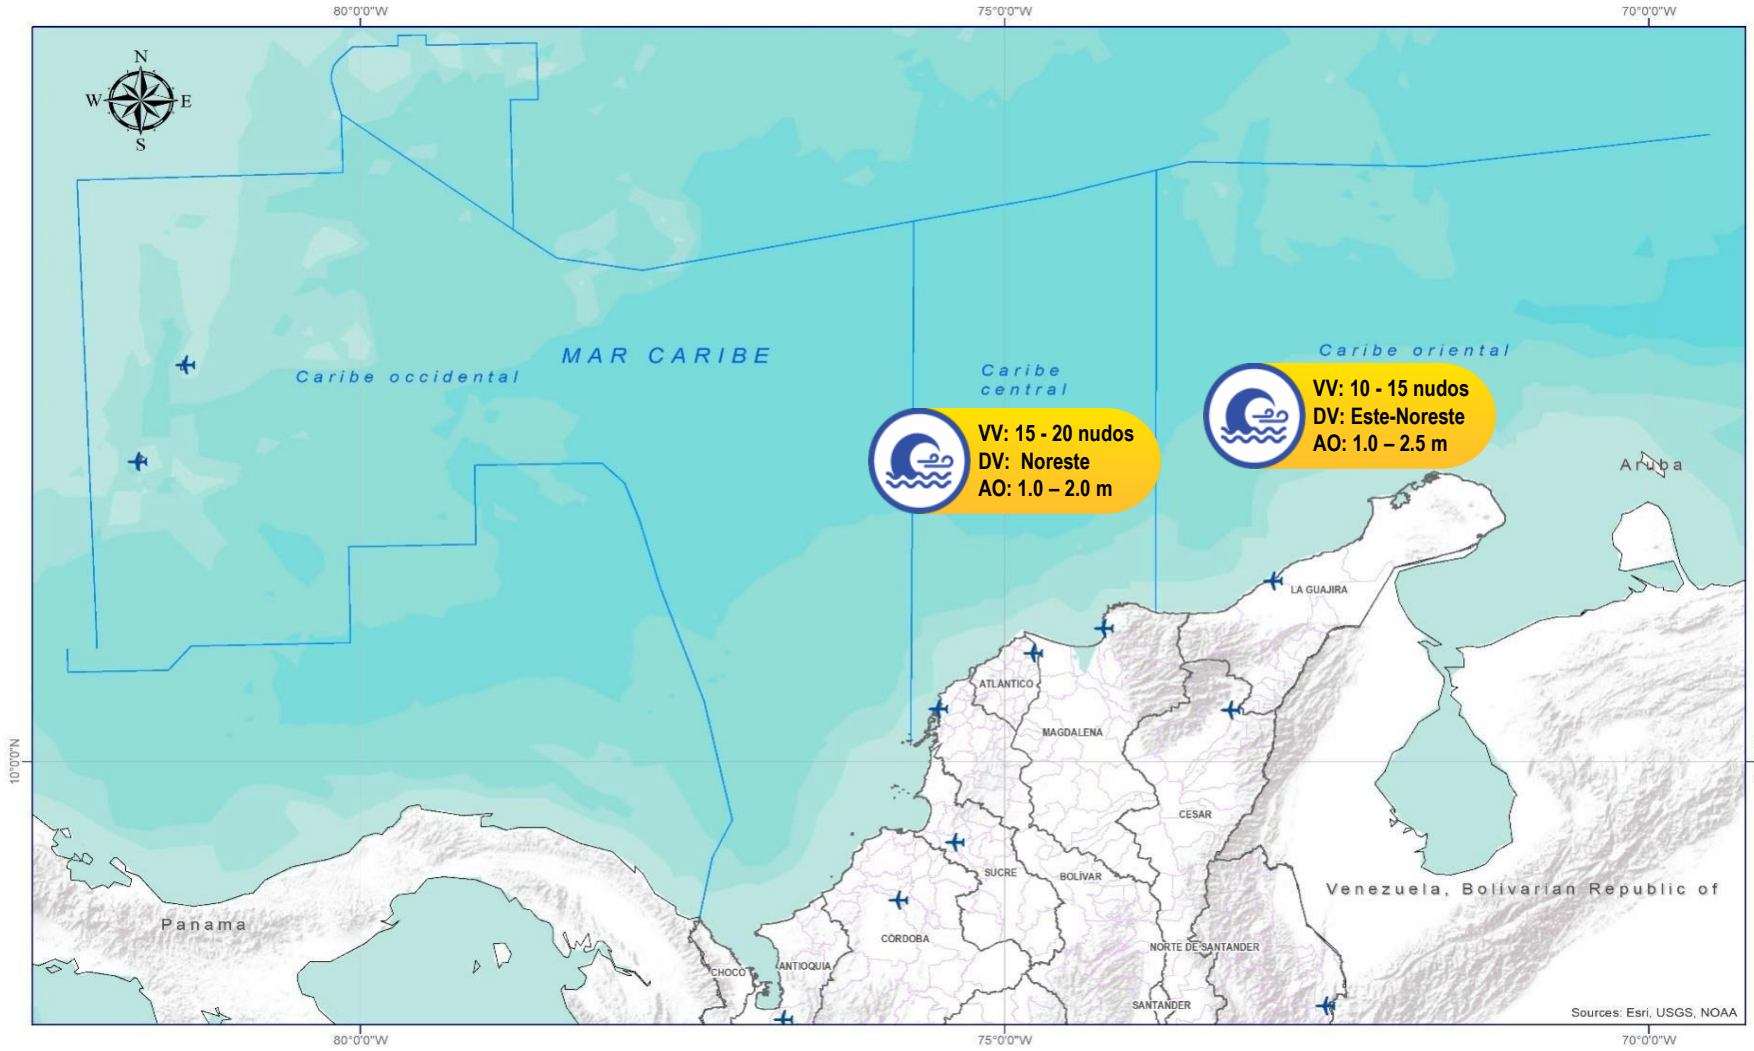 80°0'0"W
75°0'0"W
70°0'0"W
N
W
E
S
MAR CARIBE
Caribe occidental
Caribe
central
Caribe oriental
VV: 10 - 15 nudos
DV: Este-Noreste
AO: 1.0 – 2.5 m
VV: 15 - 20 nudos
DV: Noreste
AO: 1.0 – 2.0 m
Aruba
LA GUAJIRA
ATLÁNTICO
MAGDALENA
10°0'0"N
CESAR
SUCRE
BOLÍVAR
Venezuela, Bolivarian Republic of
Panama
CÓRDOBA
NORTE DE SANTANDER
CHOCÓ
ANTIOQUIA
SANTANDER
Sources: Esri, USGS, NOAA
80°0'0"W
75°0'0"W
70°0'0"W